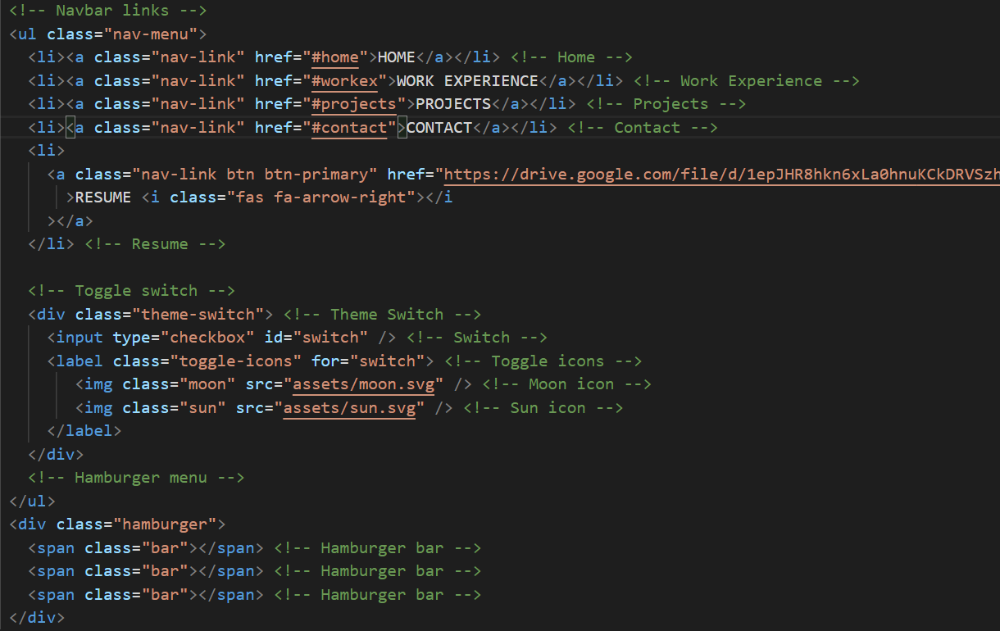 <!-- Navbar links -->
<ul class="nav-menu">
  <li><a class="nav-link" href="#home">HOME</a></li> <!-- Home -->
  <li><a class="nav-link" href="#workex">WORK EXPERIENCE</a></li> <!-- Work Experience -->
  <li><a class="nav-link" href="#projects">PROJECTS</a></li> <!-- Projects -->
  <li><a class="nav-link" href="#contact">CONTACT</a></li> <!-- Contact -->
  <li>
    <a class="nav-link btn btn-primary" href="https://drive.google.com/file/d/1epJHR8hkn6xLa0hnuKCkDRVSzh
      >RESUME <i class="fas fa-arrow-right"></i
    ></a>
  </li> <!-- Resume -->

  <!-- Toggle switch -->
  <div class="theme-switch"> <!-- Theme Switch -->
    <input type="checkbox" id="switch" /> <!-- Switch -->
    <label class="toggle-icons" for="switch"> <!-- Toggle icons -->
      <img class="moon" src="assets/moon.svg" /> <!-- Moon icon -->
      <img class="sun" src="assets/sun.svg" /> <!-- Sun icon -->
    </label>
  </div>
  <!-- Hamburger menu -->
</ul>
<div class="hamburger">
  <span class="bar"></span> <!-- Hamburger bar -->
  <span class="bar"></span> <!-- Hamburger bar -->
  <span class="bar"></span> <!-- Hamburger bar -->
</div>